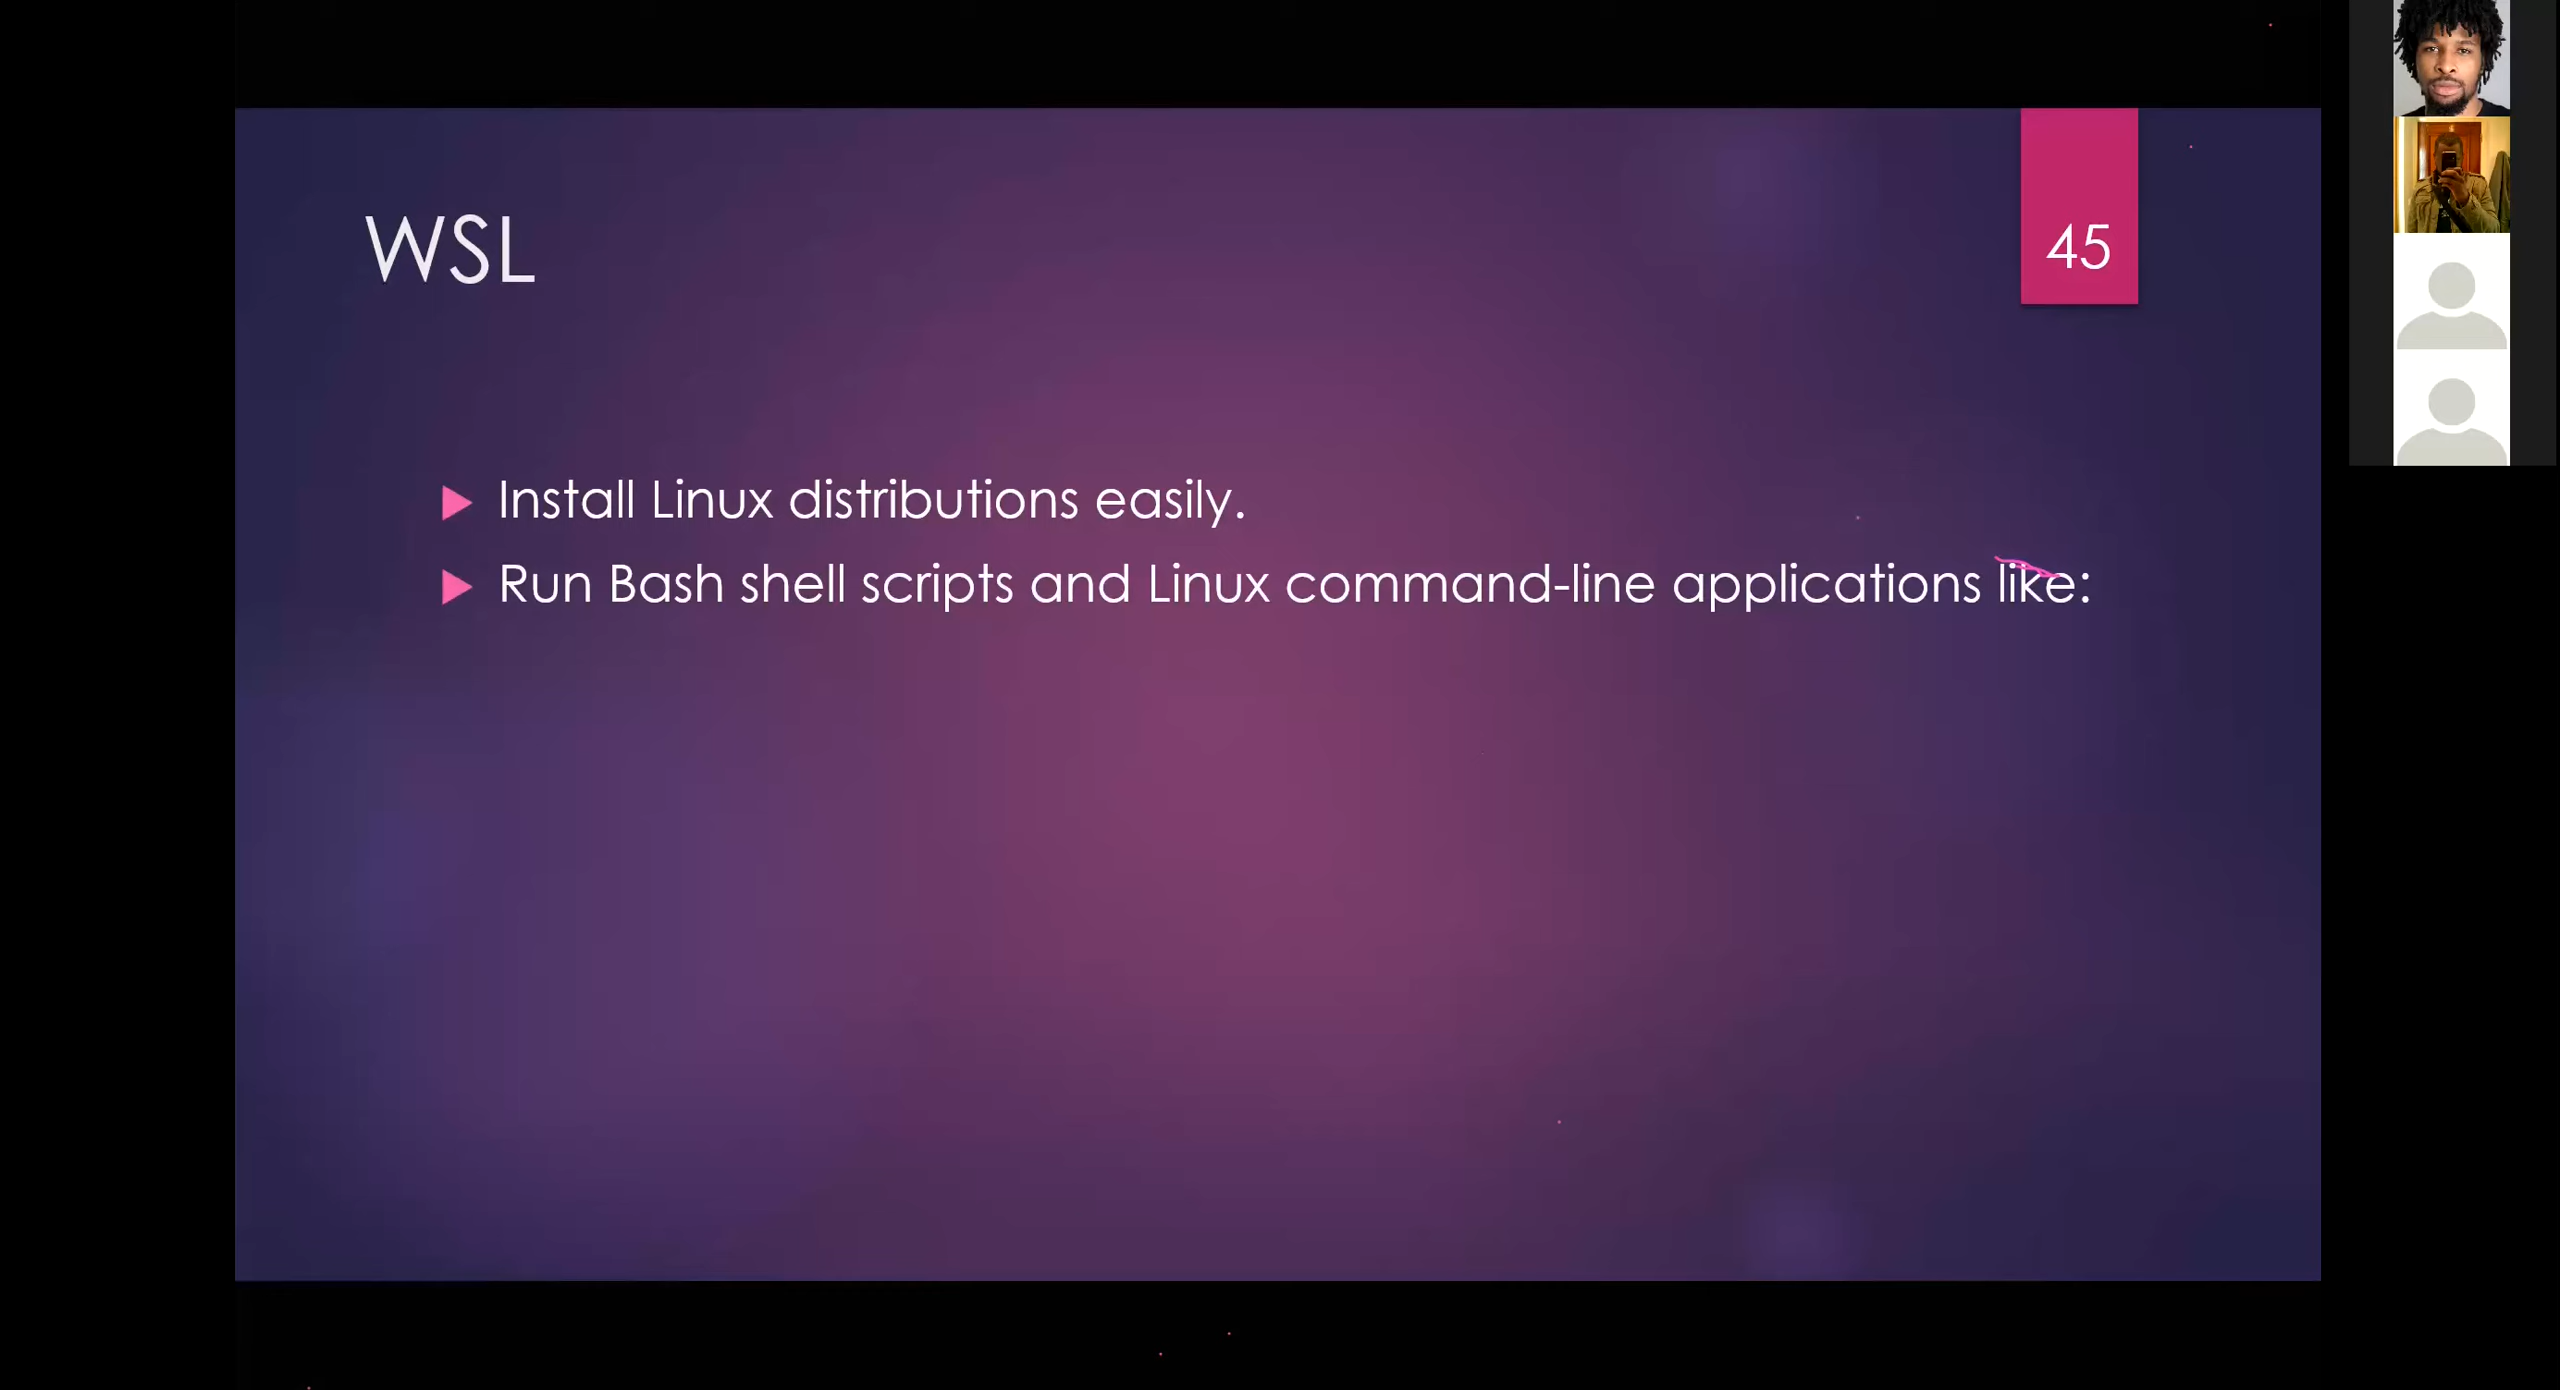 WSL
45
Install Linux distributions easily.
Run Bash shell scripts and Linux command-line applications like: